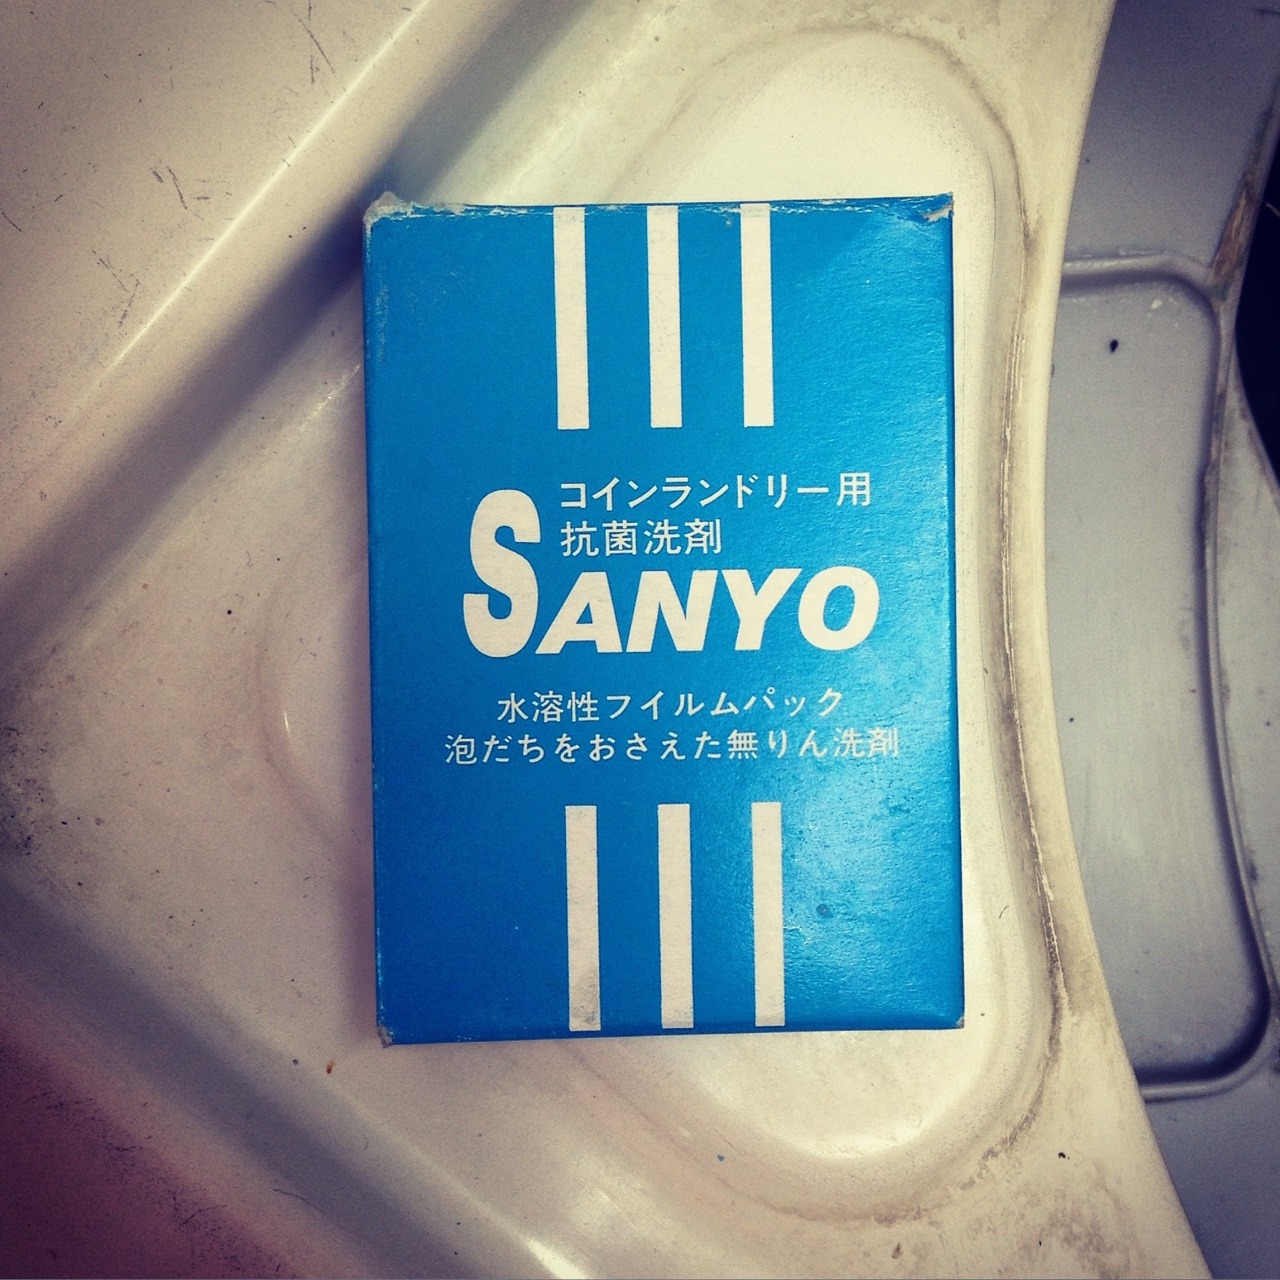 コインランドリー用
抗菌洗剤
SANYO
水溶性フイルムパック
泡だちをおさえた無りん洗剤